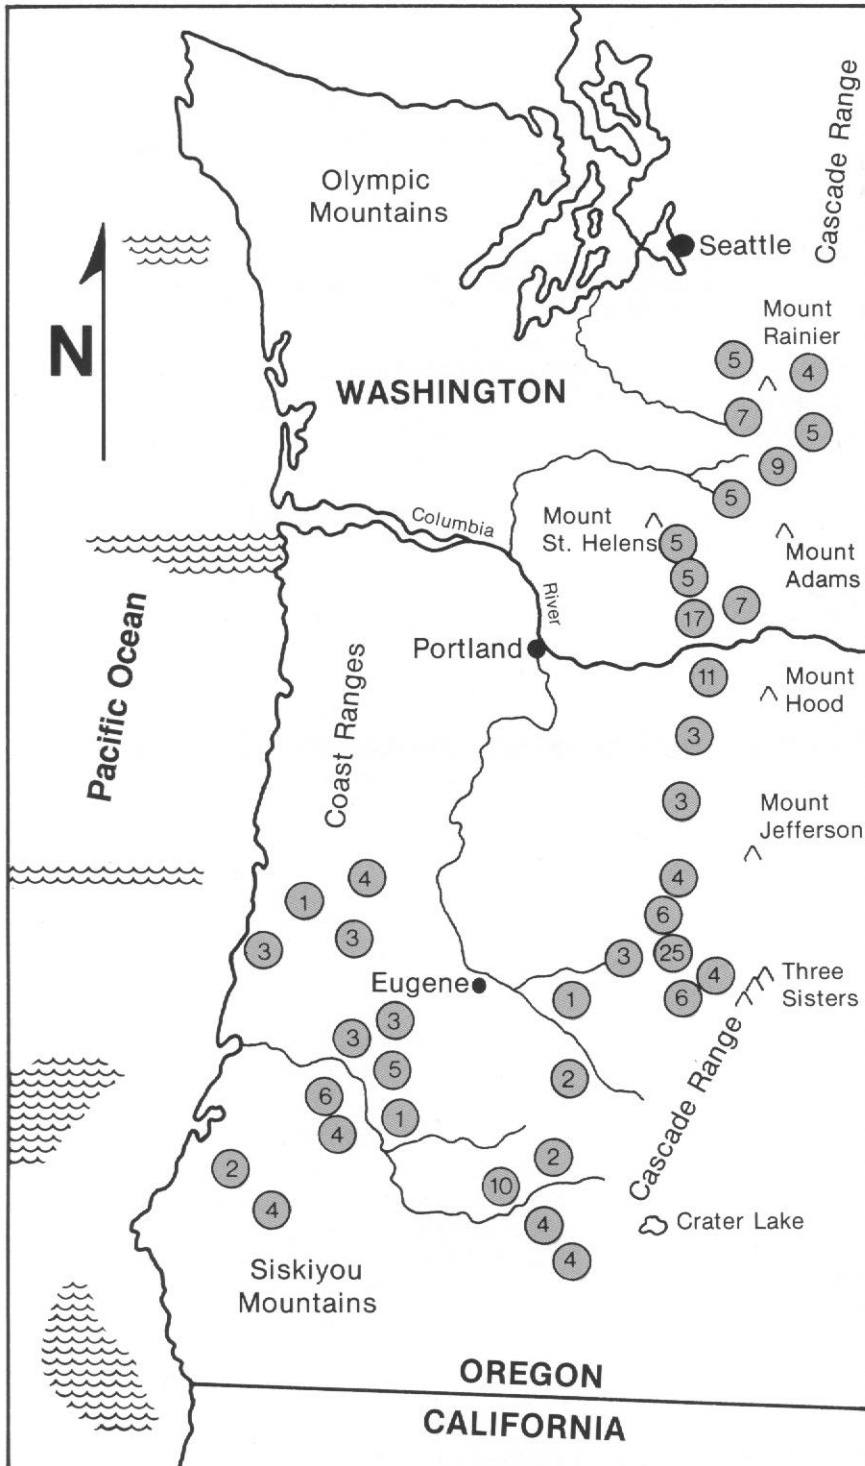 Cascade Range
Olympic
Mountains
Seattle
Mount
Rainier
5
4
N
WASHINGTON
7
5
9
5
Columbia
Mount
St. Helens
5
Mount
Adams
5
River
7
17
Portland
11
Mount
Hood
Pacific Ocean
Coast Ranges
3
3
Mount
Jefferson
4
1
4
3
3
6
25
3
4
Three
Sisters
Eugene
1
6
3
3
5
2
Cascade Range
6
1
4
2
2
10
4
4
Crater Lake
4
Siskiyou
Mountains
OREGON
CALIFORNIA